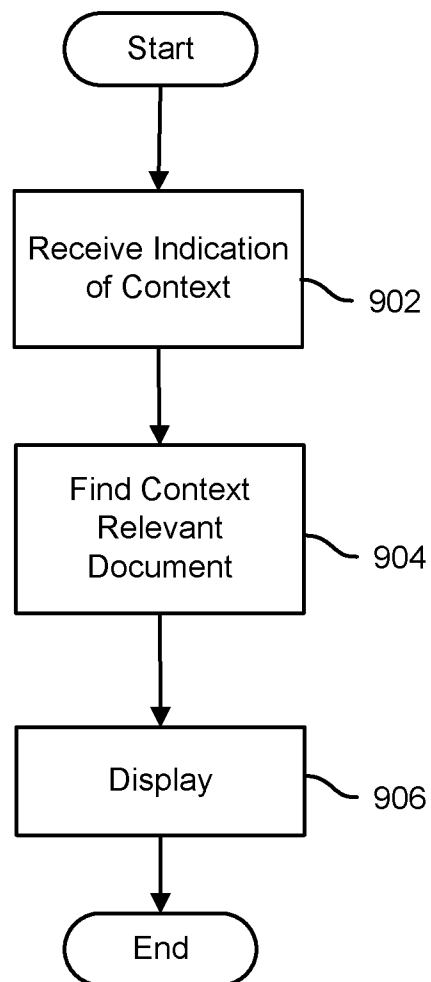 Start
Receive Indication
of Context
902
Find Context
Relevant
Document
904
Display
906
End